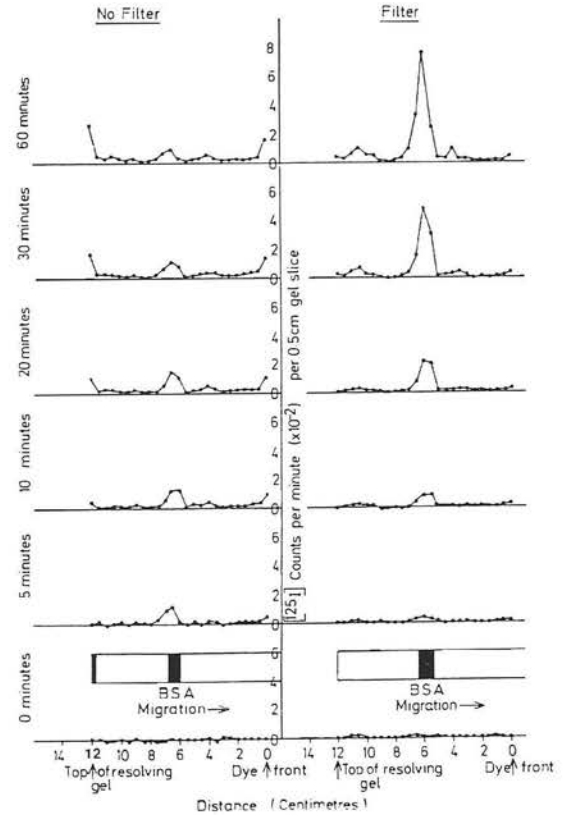 No Filter
Filter
8
6
4
2
0
60 minutes
6
4
2
0
30 minutes
6
4
2
0
20 minutes
6
4
2
0
10 minutes
6
4
2
0
5 minutes
6
4
2
0
0 minutes
[125I] Counts per minute (x10-2) per 0.5cm gel slice
BSA
Migration →
BSA
Migration →
14 12 10 8 6 4 2 0
14 12 10 8 6 4 2 0
Top of resolving gel
Dye front
Top of resolving gel
Dye front
Distance (Centimetres)